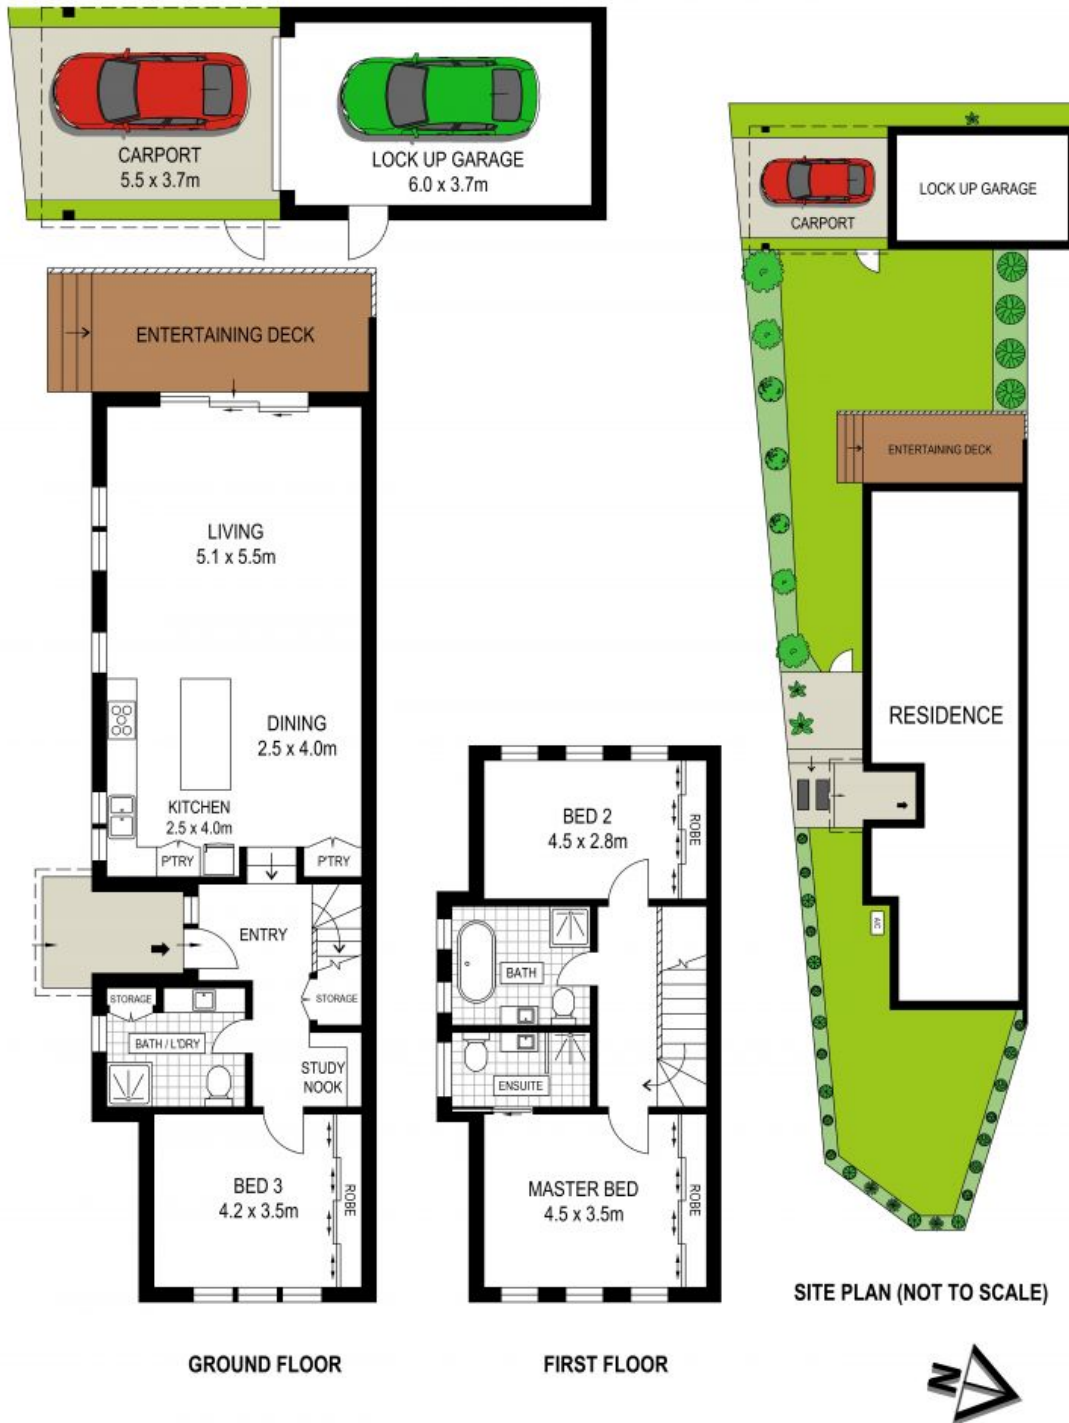 CARPORT
5.5 x 3.7m
LOCK UP GARAGE
6.0 x 3.7m
ENTERTAINING DECK
LIVING
5.1 x 5.5m
DINING
2.5 x 4.0m
KITCHEN
2.5 x 4.0m
P'TRY
P'TRY
ENTRY
STORAGE
STORAGE
BATH / L'DRY
STUDY
NOOK
BED 3
4.2 x 3.5m
ROBE
GROUND FLOOR
BED 2
4.5 x 2.8m
ROBE
BATH
ENSUITE
MASTER BED
4.5 x 3.5m
ROBE
FIRST FLOOR
CARPORT
LOCK UP GARAGE
ENTERTAINING DECK
RESIDENCE
A/C
SITE PLAN (NOT TO SCALE)
N